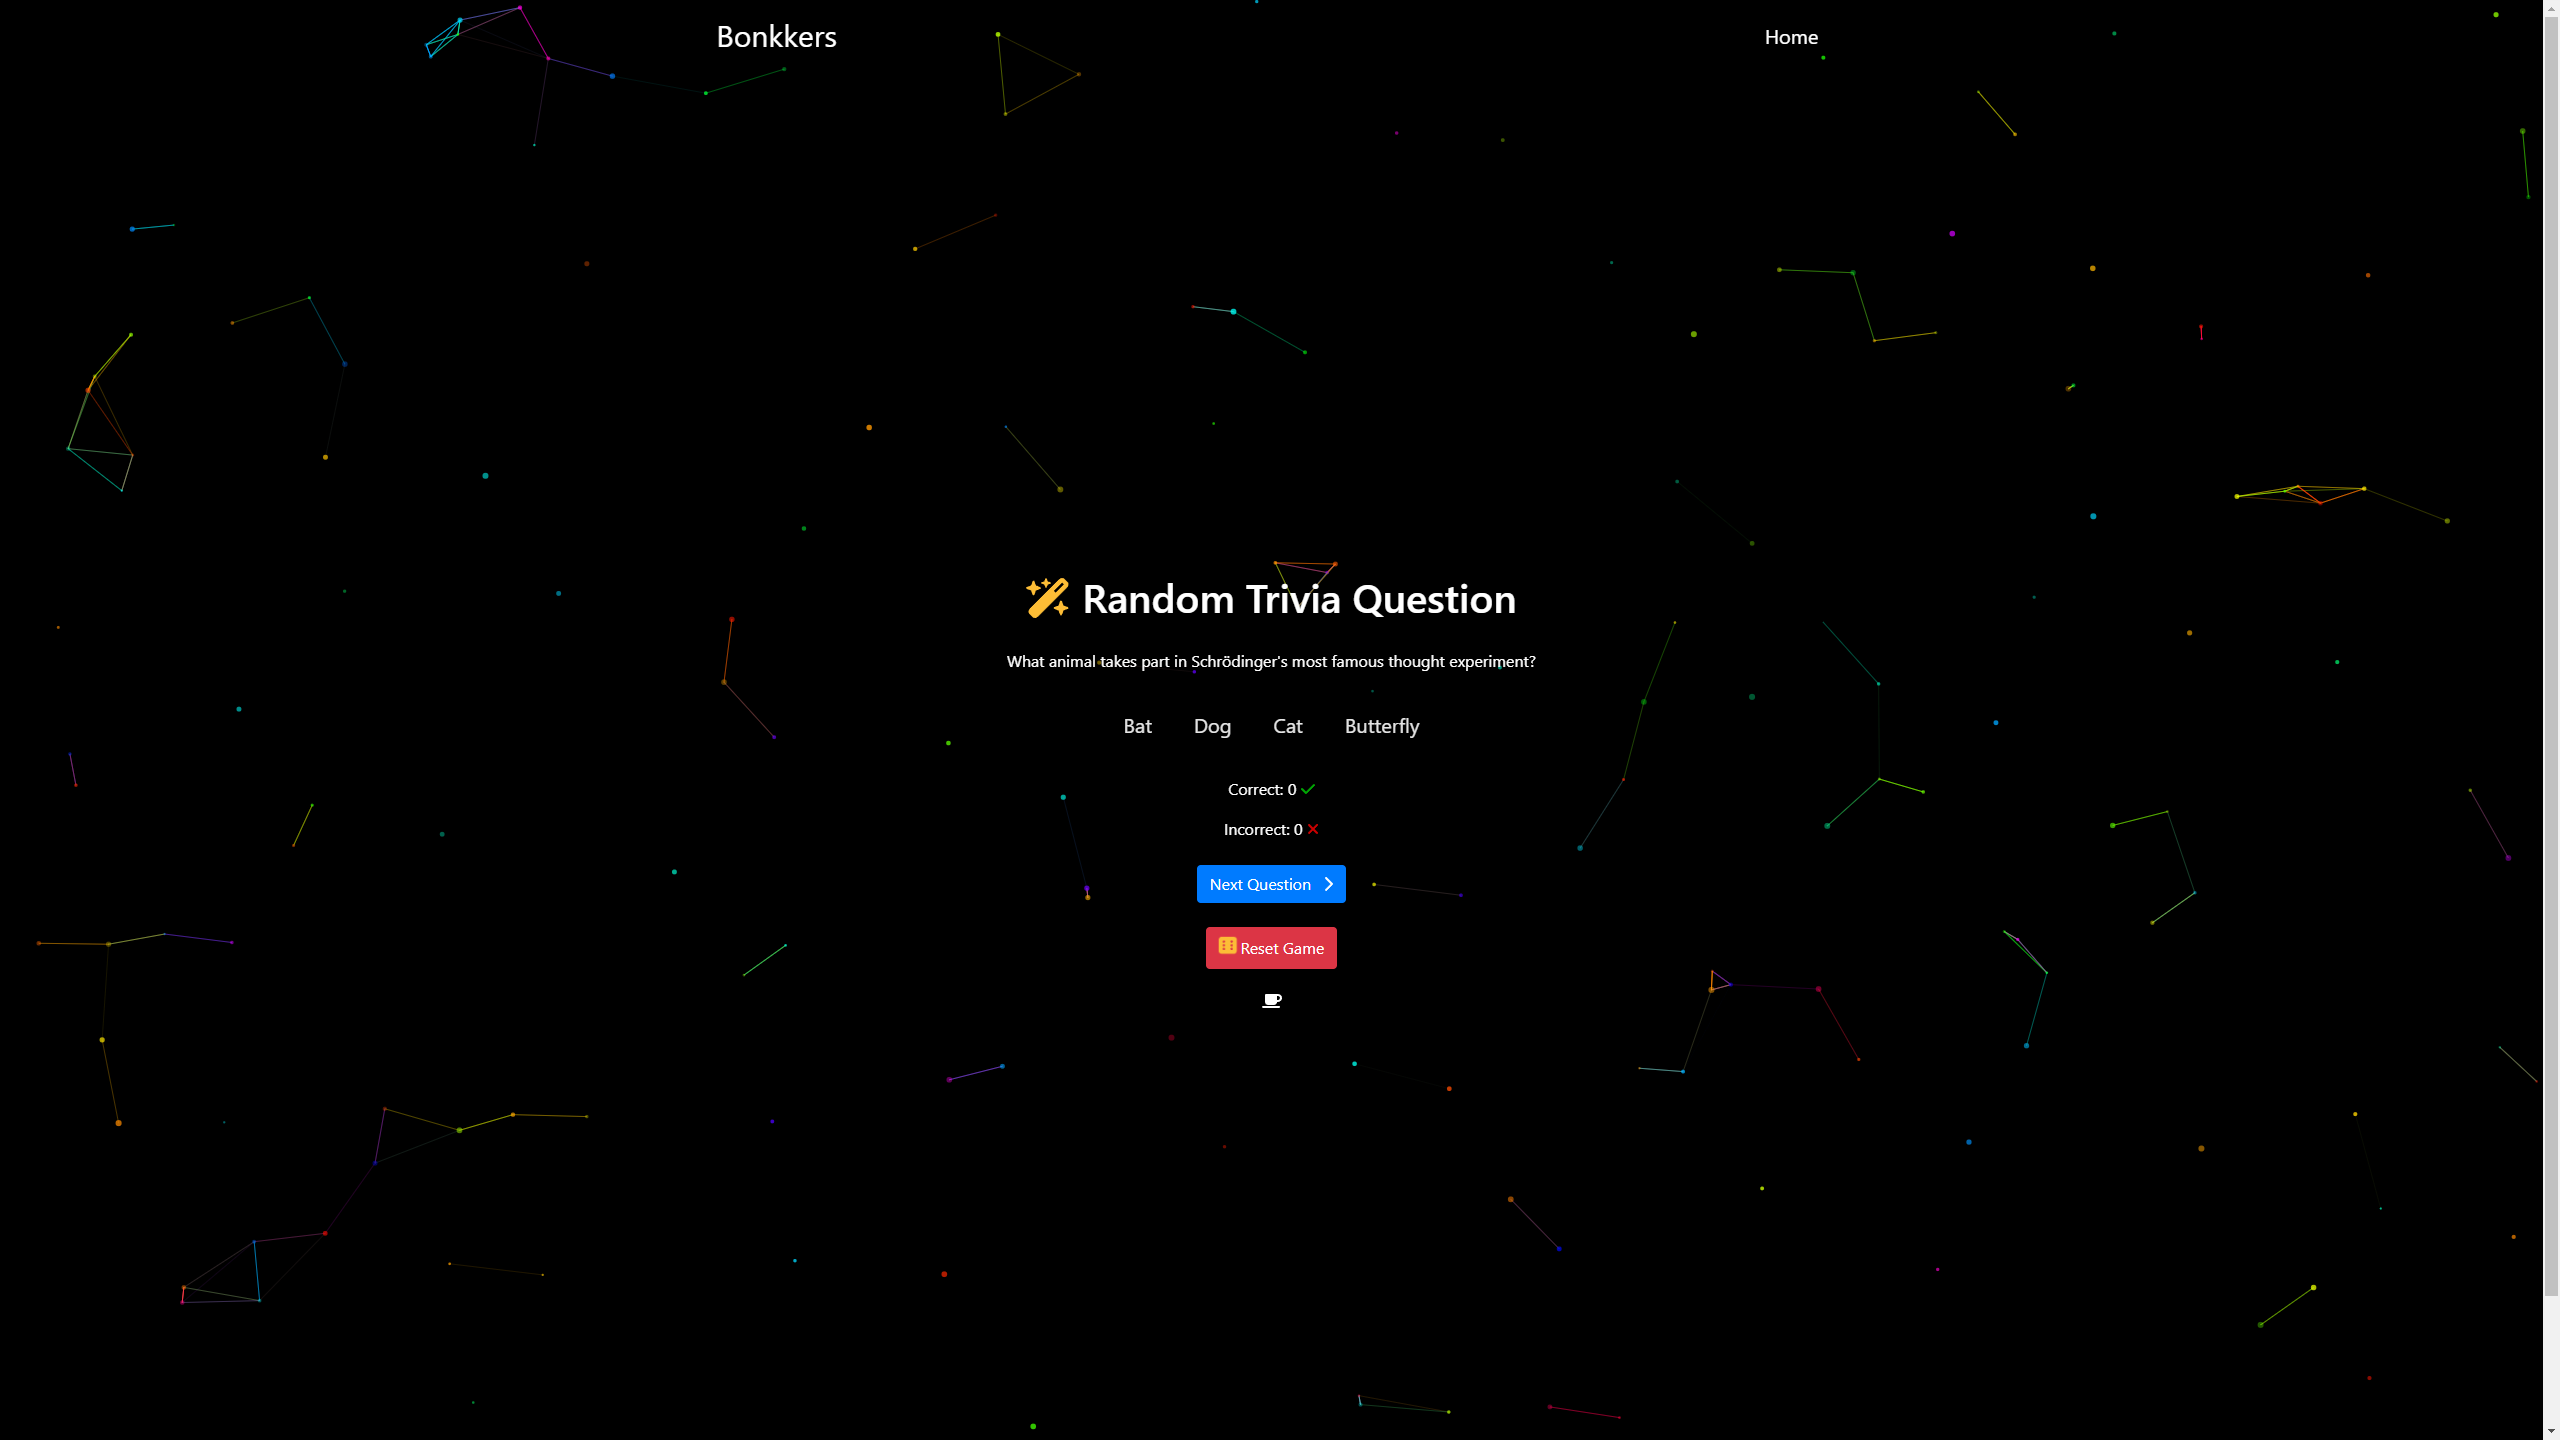 Bonkkers Home
Random Trivia Question
What animal takes part in Schrödinger's most famous thought experiment?
Bat Dog Cat Butterfly
Correct: 0
Incorrect: 0
Next Question
Reset Game